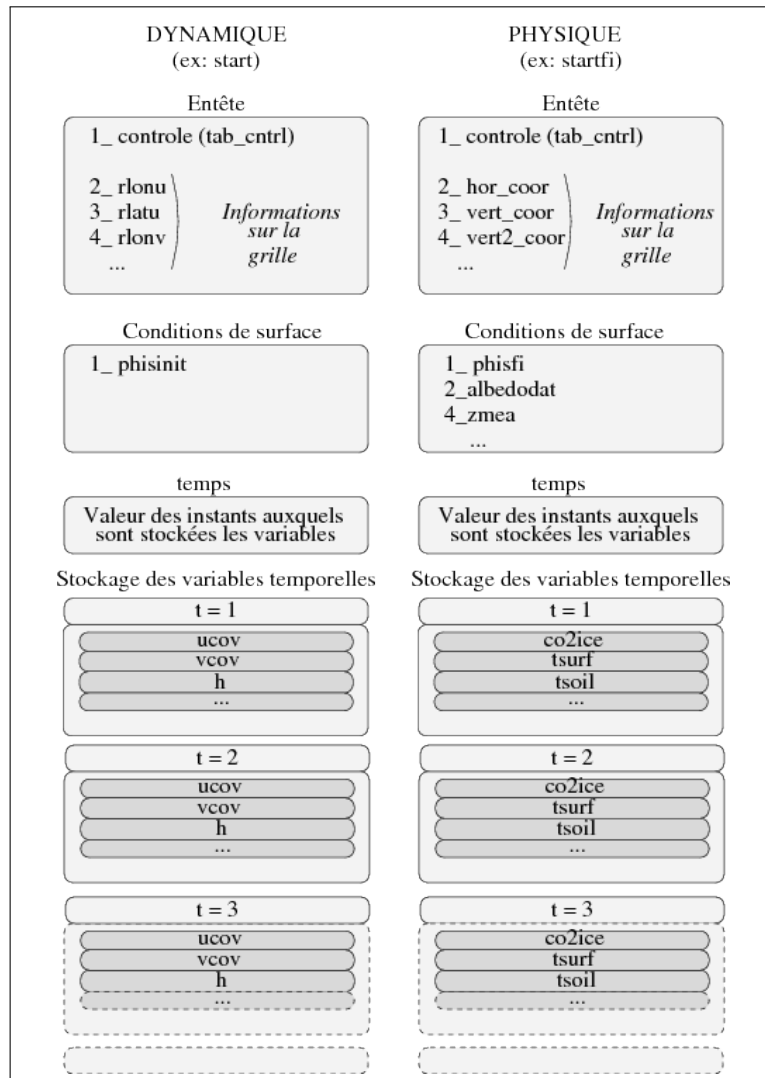 DYNAMIQUE
(ex: start)
Entête
1_ controle (tab_cntrl)
2_ rlonu
3_ rlatu
4_ rlonv
...
Informations
sur la
grille
Conditions de surface
1_ phisinit
temps
Valeur des instants auxquels
sont stockées les variables
Stockage des variables temporelles
t = 1
ucov
vcov
h
...
t = 2
ucov
vcov
h
...
t = 3
ucov
vcov
h
...
PHYSIQUE
(ex: startfi)
Entête
1_ controle (tab_cntrl)
2_ hor_coor
3_ vert_coor
4_ vert2_coor
...
Informations
sur la
grille
Conditions de surface
1_ phisfi
2_albedodat
4_zmea
...
temps
Valeur des instants auxquels
sont stockées les variables
Stockage des variables temporelles
t = 1
co2ice
tsurf
tsoil
...
t = 2
co2ice
tsurf
tsoil
...
t = 3
co2ice
tsurf
tsoil
...